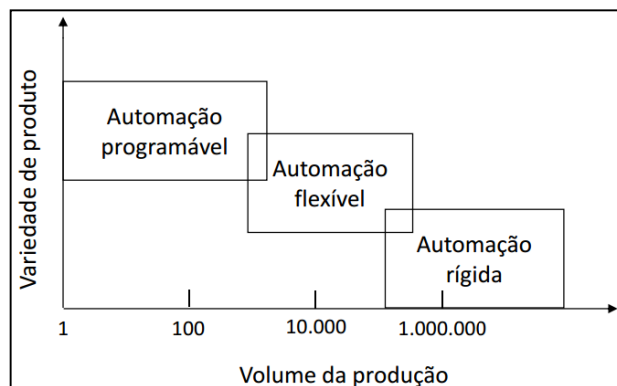 Variedade de produto
Automação
programável
Automação
flexível
Automação
rígida
1
100
10.000
1.000.000
Volume da produção